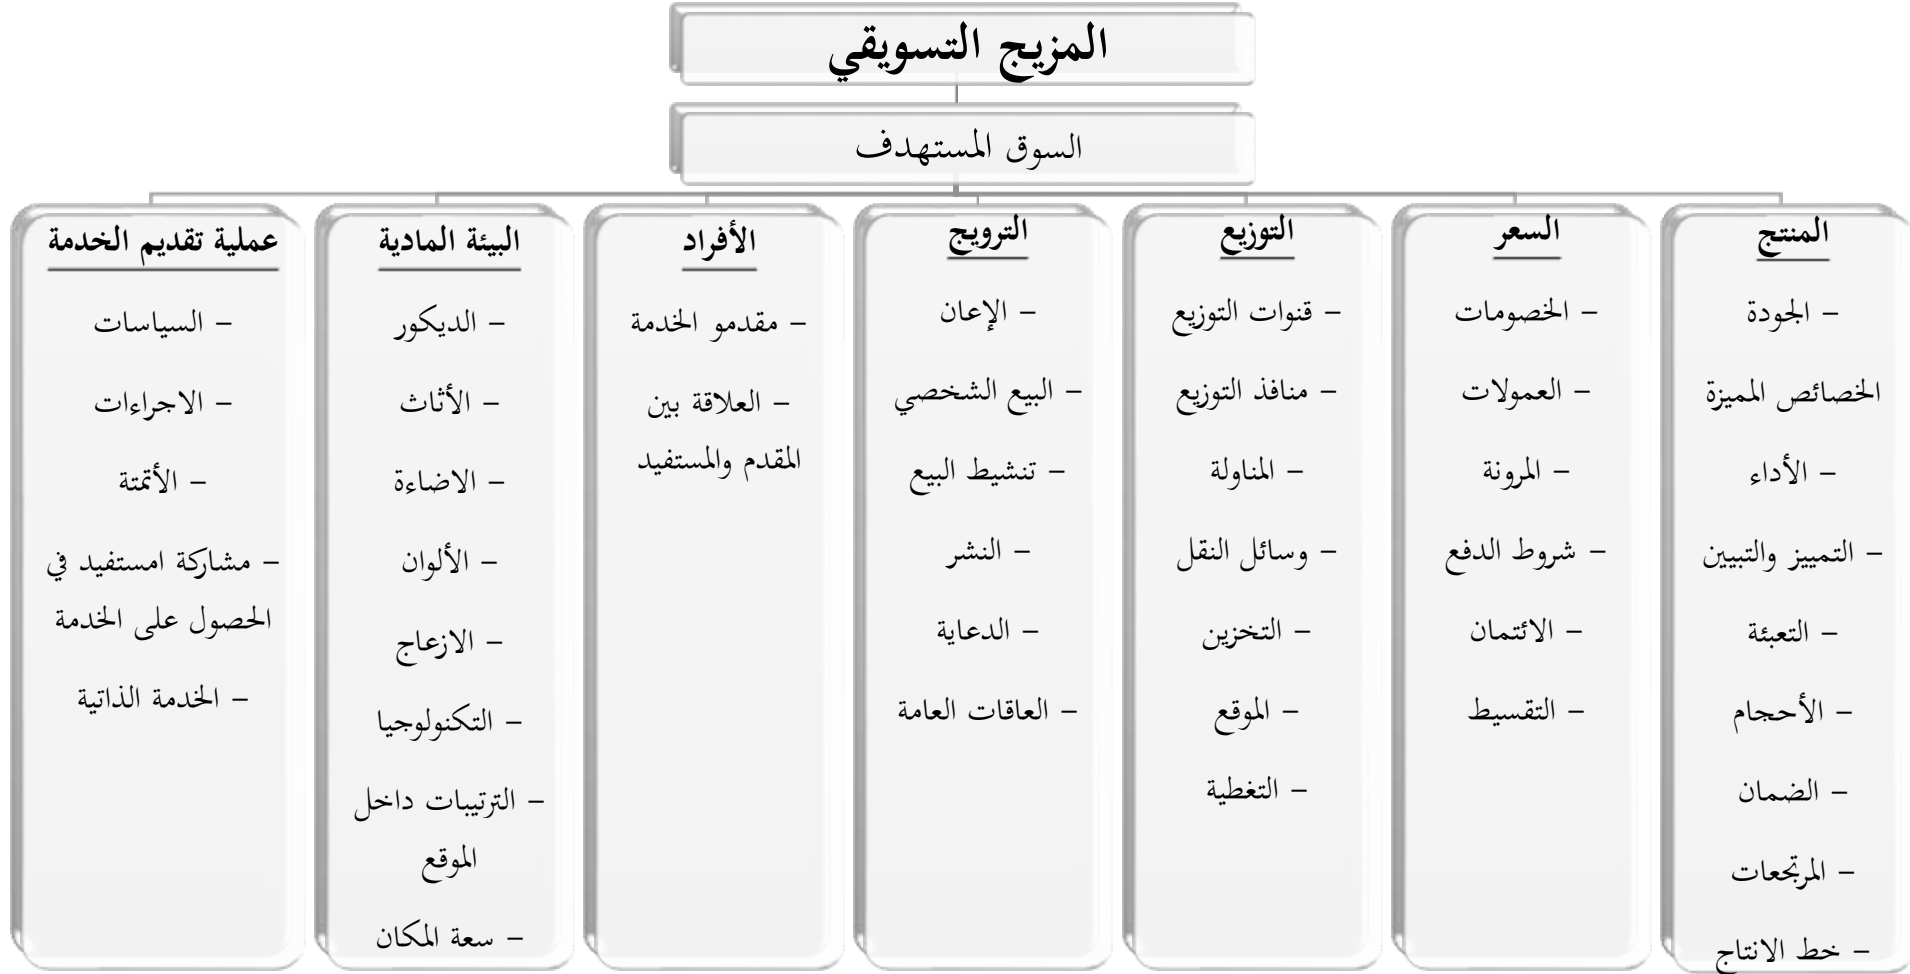 المزيج التسويقي
السوق المستهدف
المنتج
– الجودة
الخصائص المميزة
– الأداء
– التمييز والتبيين
– التعبئة
– الأحجام
– الضمان
– المرتجعات
– خط الانتاج
السعر
– الخصومات
– العمولات
– المرونة
– شروط الدفع
– الائتمان
– التقسيط
التوزيع
– قنوات التوزيع
– منافذ التوزيع
– المناولة
– وسائل النقل
– التخزين
– الموقع
– التغطية
الترويج
– الإعان
– البيع الشخصي
– تنشيط البيع
– النشر
– الدعاية
– العاقات العامة
الأفراد
– مقدمو الخدمة
– العلاقة بين
المقدم والمستفيد
البيئة المادية
– الديكور
– الأثاث
– الاضاءة
– الألوان
– الازعاج
– التكنولوجيا
– الترتيبات داخل
الموقع
– سعة المكان
عملية تقديم الخدمة
– السياسات
– الاجراءات
– الأتمتة
– مشاركة امستفيد في
الحصول على الخدمة
– الخدمة الذاتية